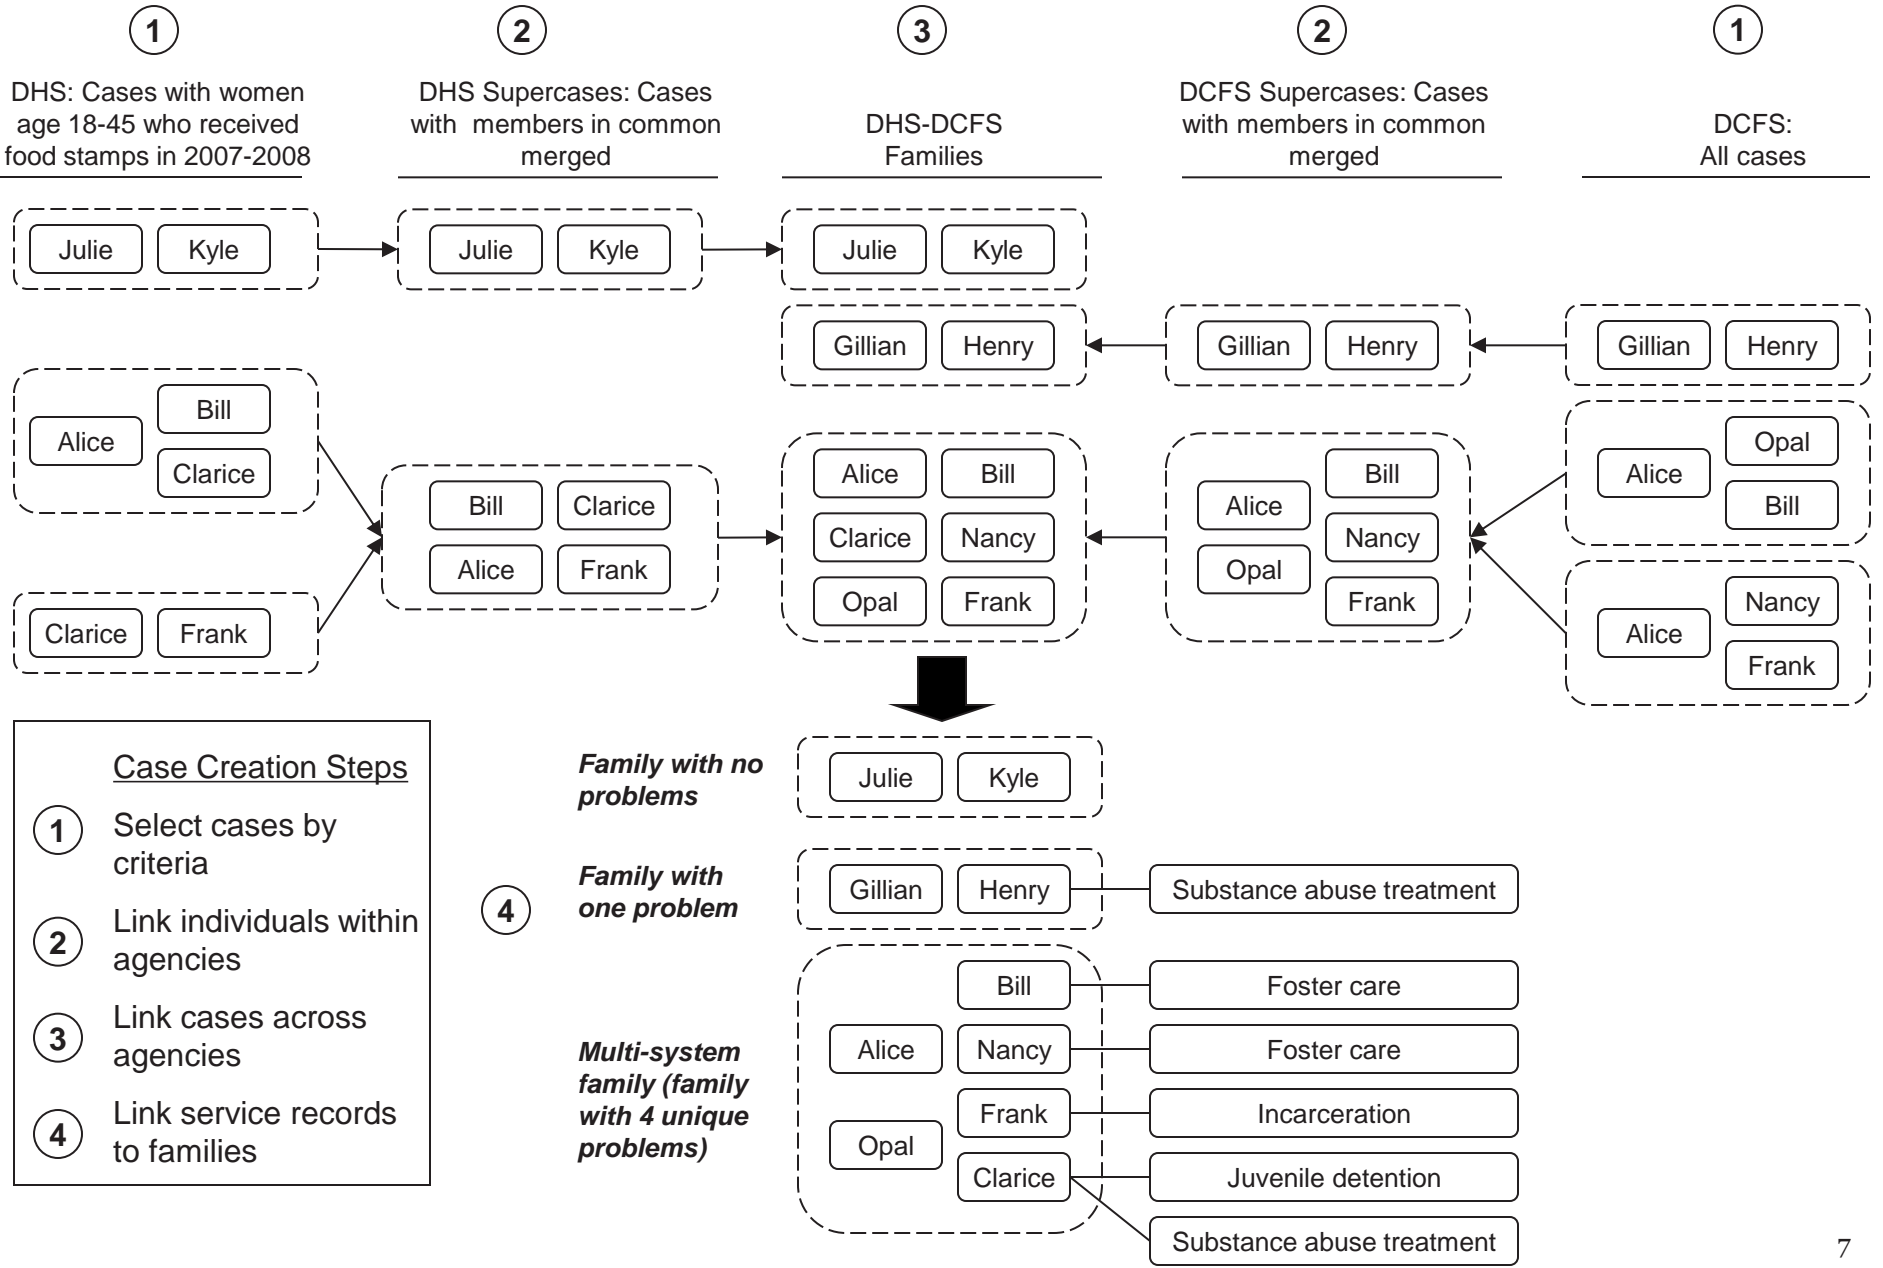 1
2
3
2
1
DHS: Cases with women
age 18-45 who received
food stamps in 2007-2008
DHS Supercases: Cases
with members in common
merged
DHS-DCFS
Families
DCFS Supercases: Cases
with members in common
merged
DCFS:
All cases
Julie Kyle
Julie Kyle
Julie Kyle
Gillian Henry
Gillian Henry
Gillian Henry
Alice
Bill
Clarice
Clarice Frank
Bill Clarice
Alice Frank
Alice Bill
Clarice Nancy
Opal Frank
Alice
Opal
Bill
Nancy
Frank
Alice
Opal
Bill
Alice
Nancy
Frank
Case Creation Steps
1 Select cases by
criteria
2 Link individuals within
agencies
3 Link cases across
agencies
4 Link service records
to families
4
Family with no
problems
Julie Kyle
Family with
one problem
Gillian Henry Substance abuse treatment
Multi-system
family (family
with 4 unique
problems)
Alice
Opal
Bill Foster care
Nancy Foster care
Frank Incarceration
Clarice Juvenile detention
Substance abuse treatment
7